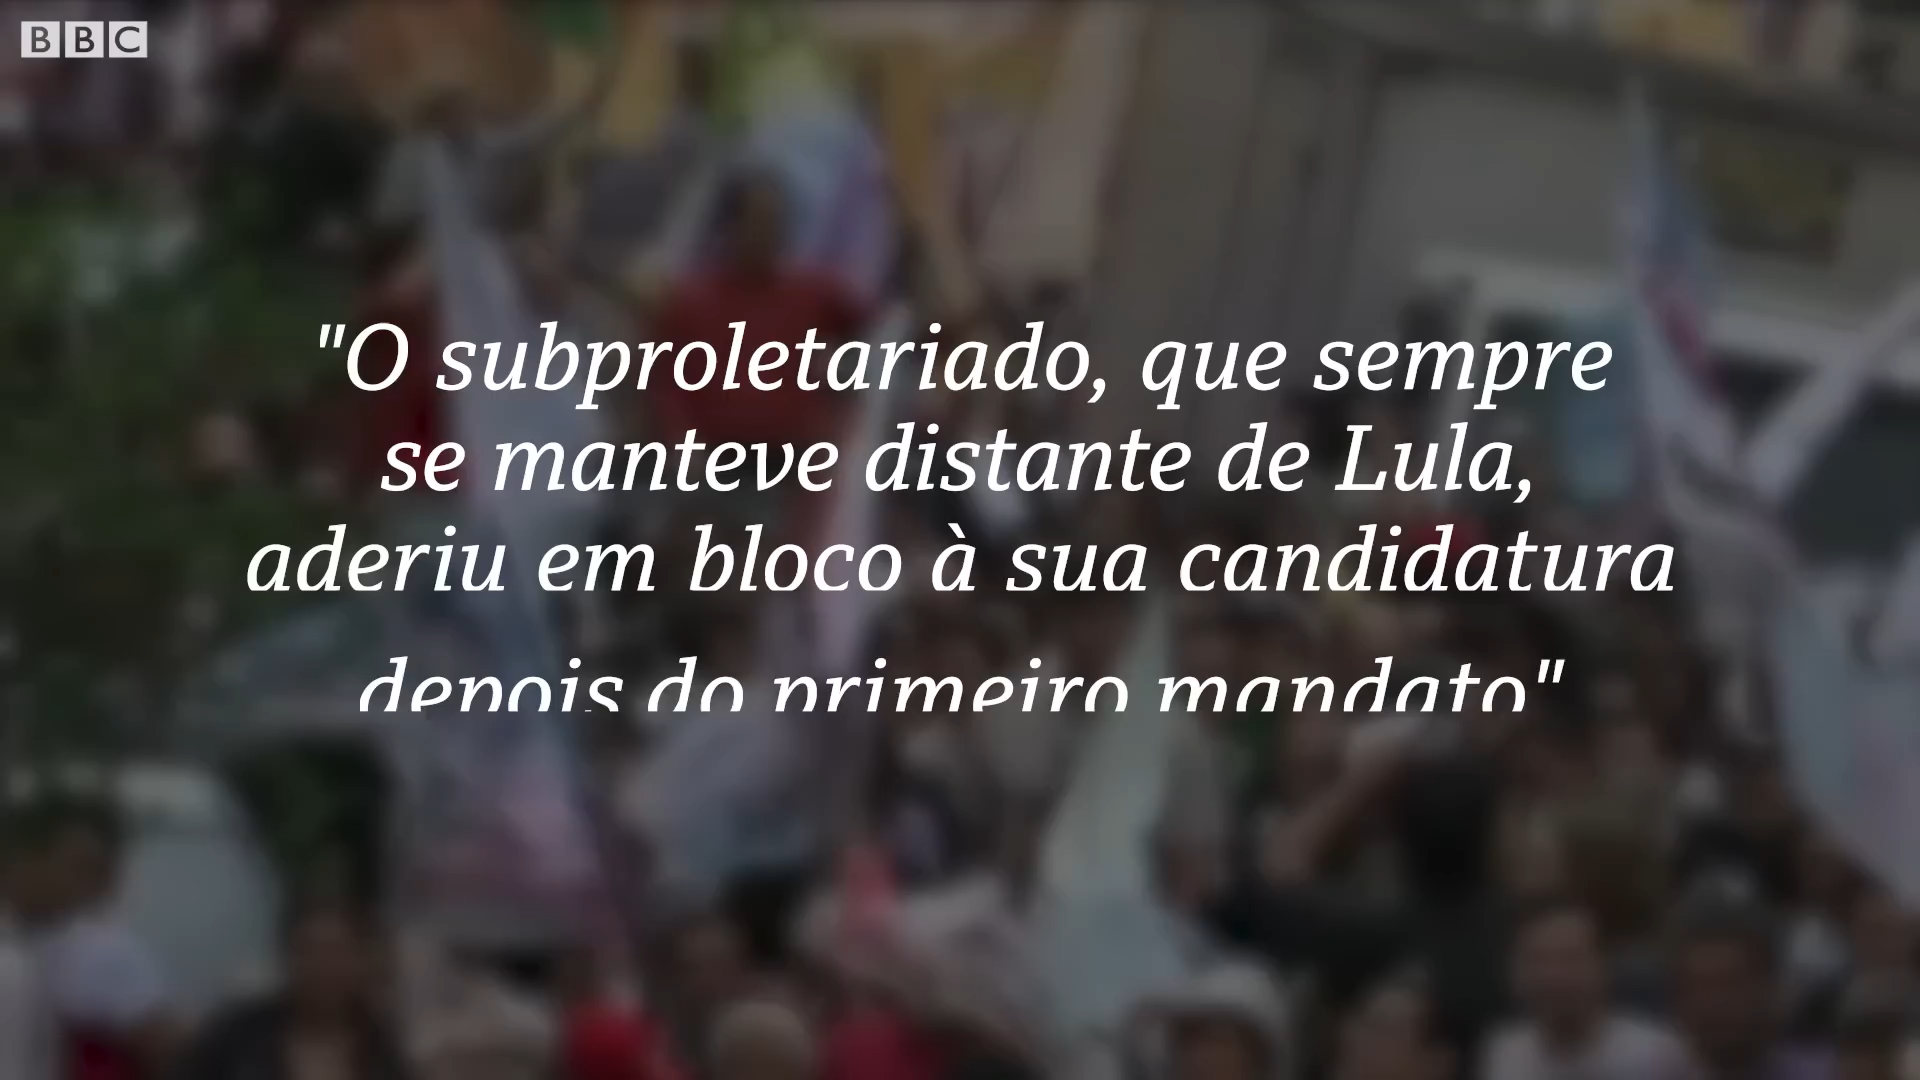 BBC
"O subproletariado, que sempre
se manteve distante de Lula,
aderiu em bloco à sua candidatura
depois do primeiro mandato"